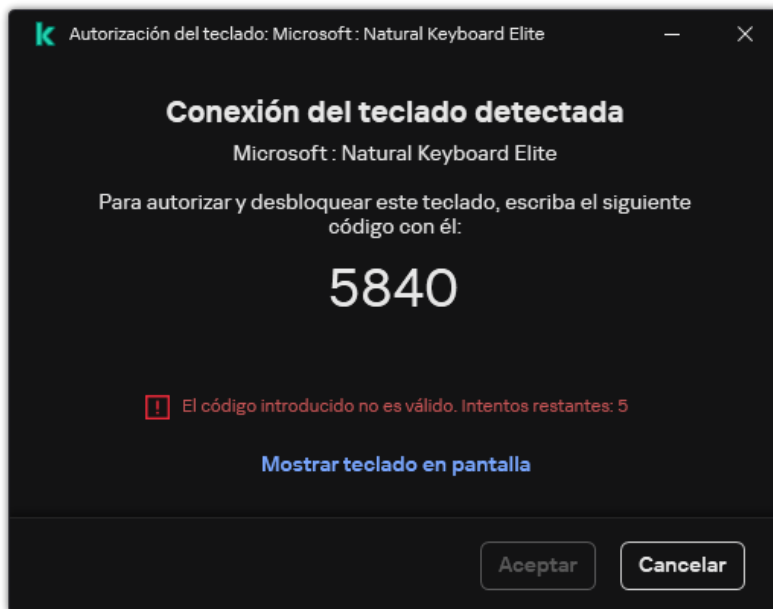 Autorización del teclado: Microsoft : Natural Keyboard Elite
Conexión del teclado detectada
Microsoft : Natural Keyboard Elite
Para autorizar y desbloquear este teclado, escriba el siguiente
código con él:
5840
El código introducido no es válido. Intentos restantes: 5
Mostrar teclado en pantalla
Aceptar
Cancelar